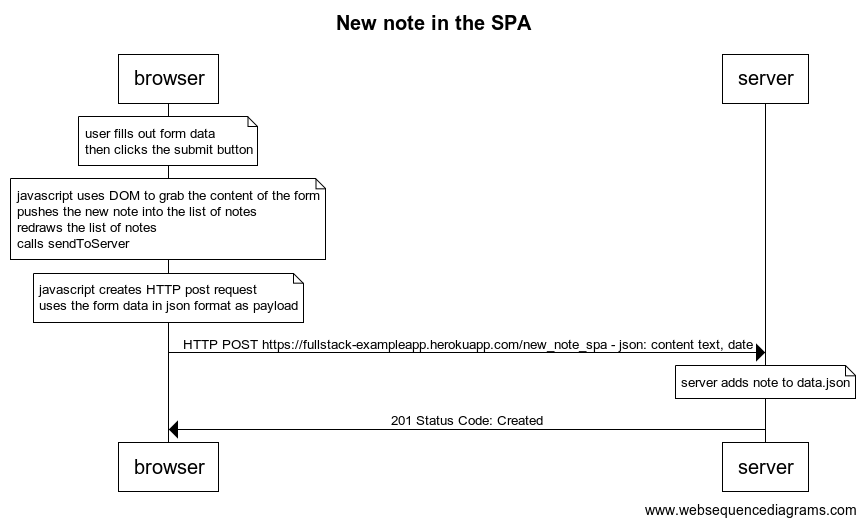 New note in the SPA
browser
server
user fills out form data
then clicks the submit button
javascript uses DOM to grab the content of the form
pushes the new note into the list of notes
redraws the list of notes
calls sendToServer
javascript creates HTTP post request
uses the form data in json format as payload
HTTP POST https://fullstack-exampleapp.herokuapp.com/new_note_spa - json: content text, date
server adds note to data.json
201 Status Code: Created
browser
server
www.websequencediagrams.com